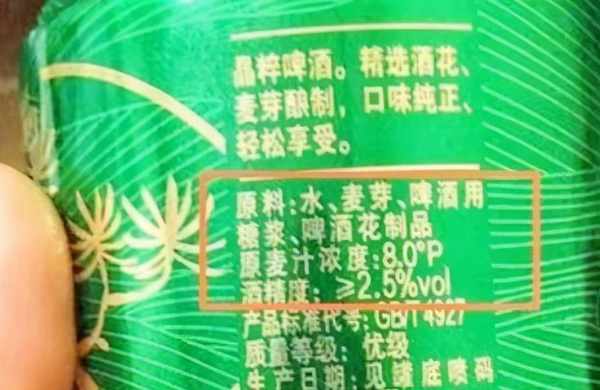 晶粹啤酒。精选酒花、
麦芽酿制，口味纯正、
轻松享受。
原料:水、麦芽、啤酒用
糖浆、啤酒花制品
原麦汁浓度:8.0°P
酒精度: ≥2.5%vol
产品标准代号: GB/T 4927
质量等级: 优级
生产日期: 见罐底喷码